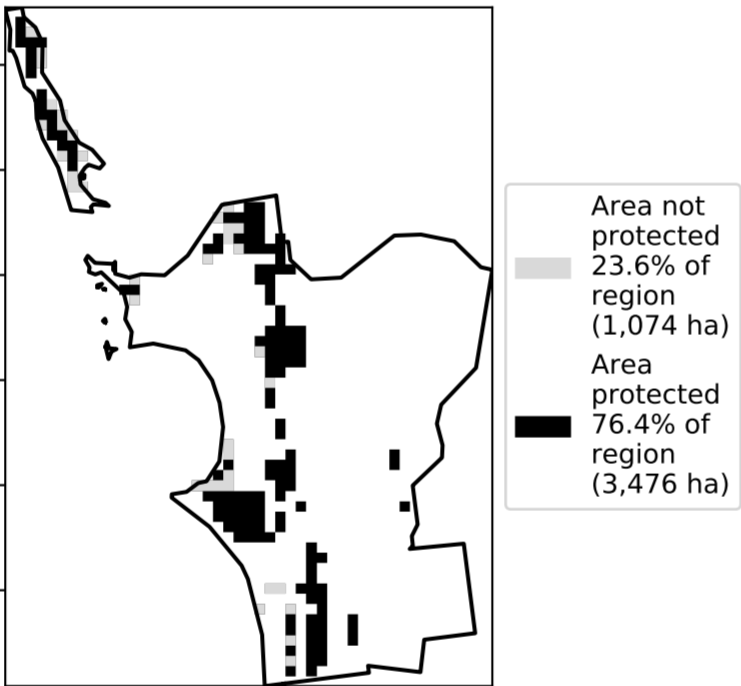 Area not
protected
23.6% of
region
(1,074 ha)
Area
protected
76.4% of
region
(3,476 ha)